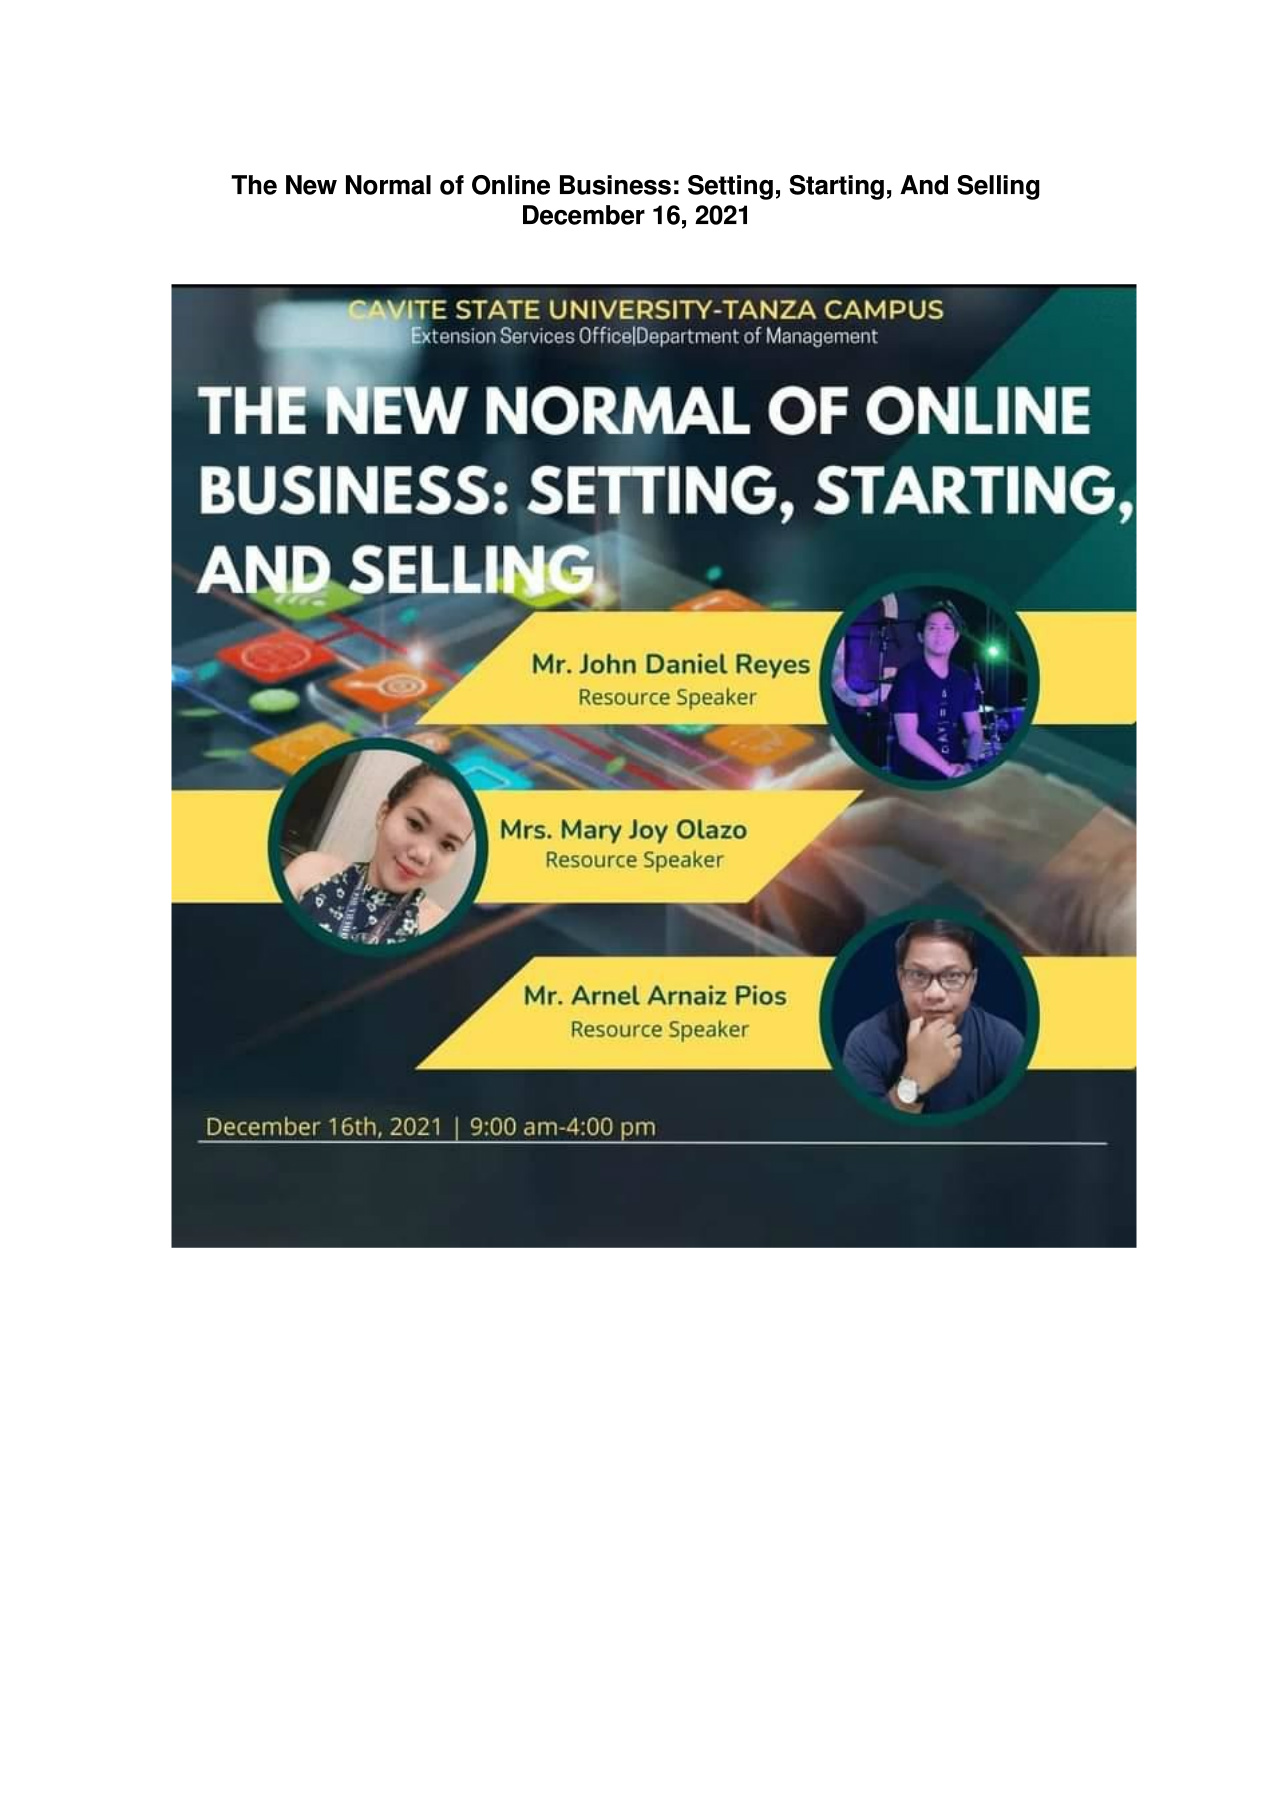 The New Normal of Online Business: Setting, Starting, And Selling
December 16, 2021
CAVITE STATE UNIVERSITY-TANZA CAMPUS
Extension Services Office|Department of Management
THE NEW NORMAL OF ONLINE
BUSINESS: SETTING, STARTING,
AND SELLING
Mr. John Daniel Reyes
Resource Speaker
Mrs. Mary Joy Olazo
Resource Speaker
Mr. Arnel Arnaiz Pios
Resource Speaker
December 16th, 2021 | 9:00 am-4:00 pm